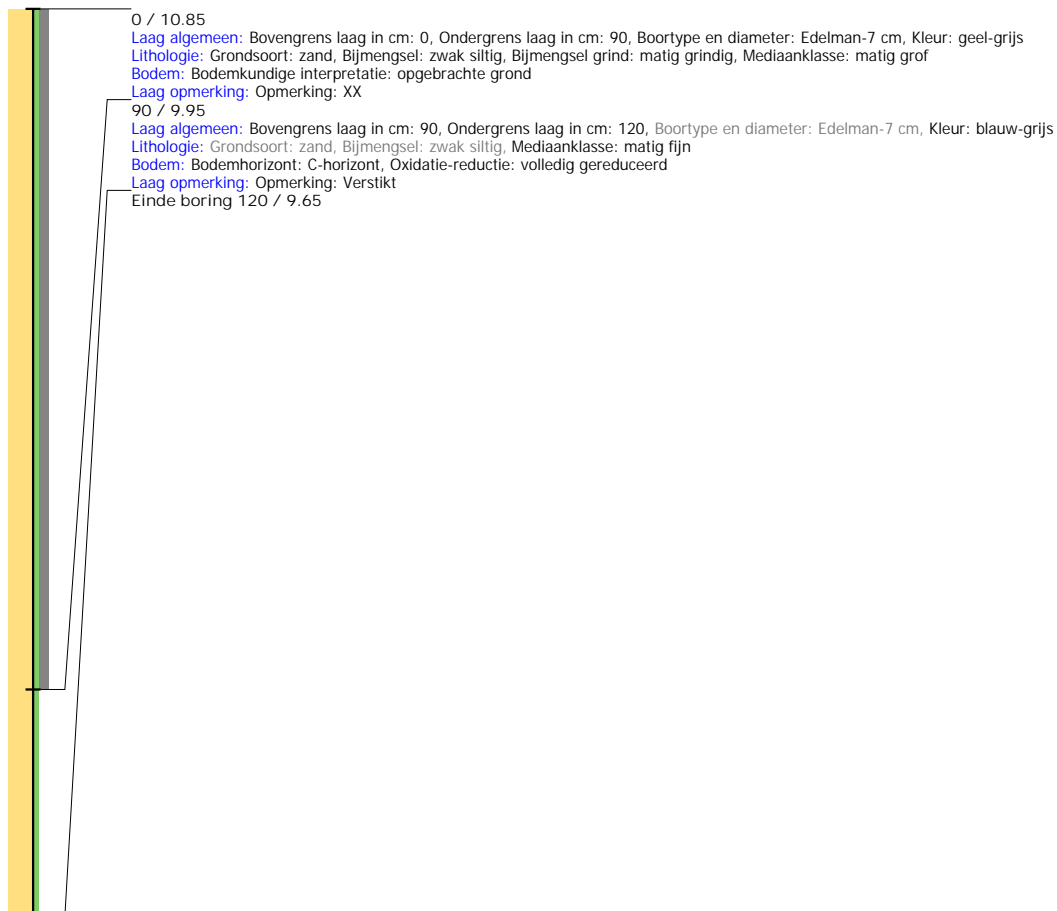 0 / 10.85
Laag algemeen: Bovengrens laag in cm: 0, Ondergrens laag in cm: 90, Boortype en diameter: Edelman-7 cm, Kleur: geel-grijs
Lithologie: Grondsoort: zand, Bijmengsel: zwak siltig, Bijmengsel grind: matig grindig, Mediaanklasse: matig grof
Bodem: Bodemkundige interpretatie: opgebrachte grond
Laag opmerking: Opmerking: XX
90 / 9.95
Laag algemeen: Bovengrens laag in cm: 90, Ondergrens laag in cm: 120, Boortype en diameter: Edelman-7 cm, Kleur: blauw-grijs
Lithologie: Grondsoort: zand, Bijmengsel: zwak siltig, Mediaanklasse: matig fijn
Bodem: Bodemhorizont: C-horizont, Oxidatie-reductie: volledig gereduceerd
Laag opmerking: Opmerking: Verstikt
Einde boring 120 / 9.65